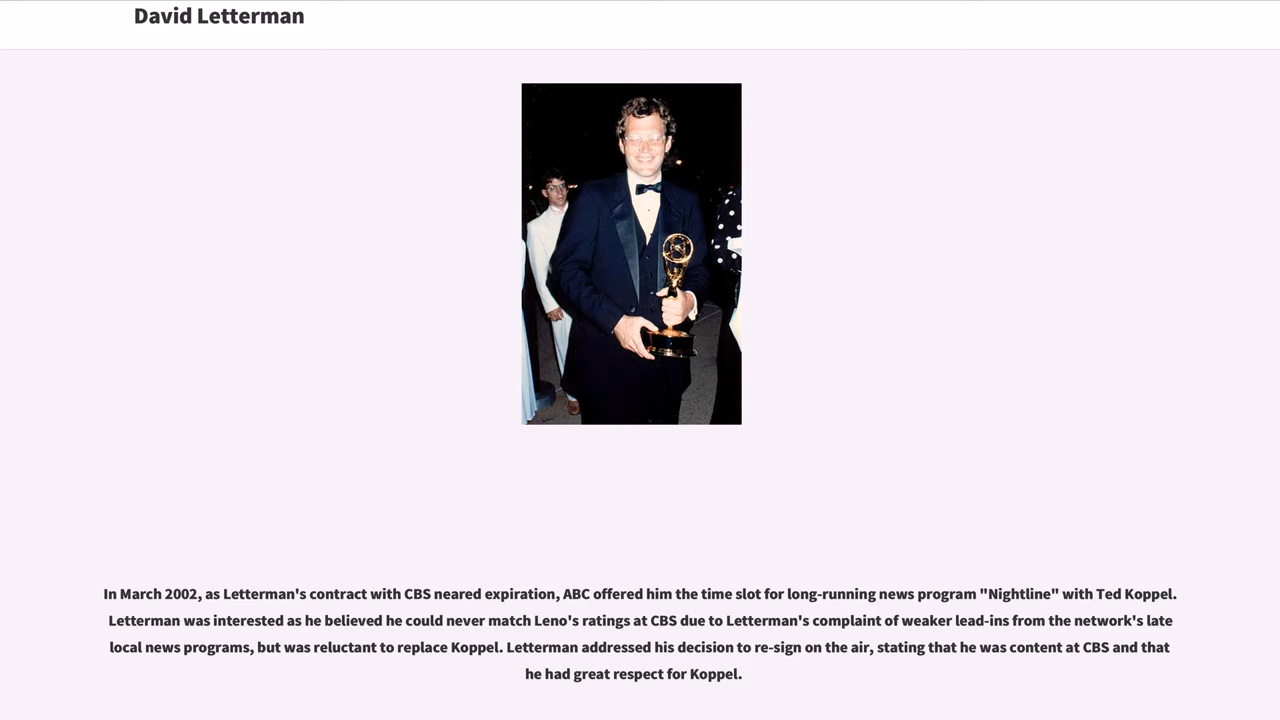 David Letterman
In March 2002, as Letterman's contract with CBS neared expiration, ABC offered him the time slot for long-running news program "Nightline" with Ted Koppel.
Letterman was interested as he believed he could never match Leno's ratings at CBS due to Letterman's complaint of weaker lead-ins from the network's late
local news programs, but was reluctant to replace Koppel. Letterman addressed his decision to re-sign on the air, stating that he was content at CBS and that
he had great respect for Koppel.